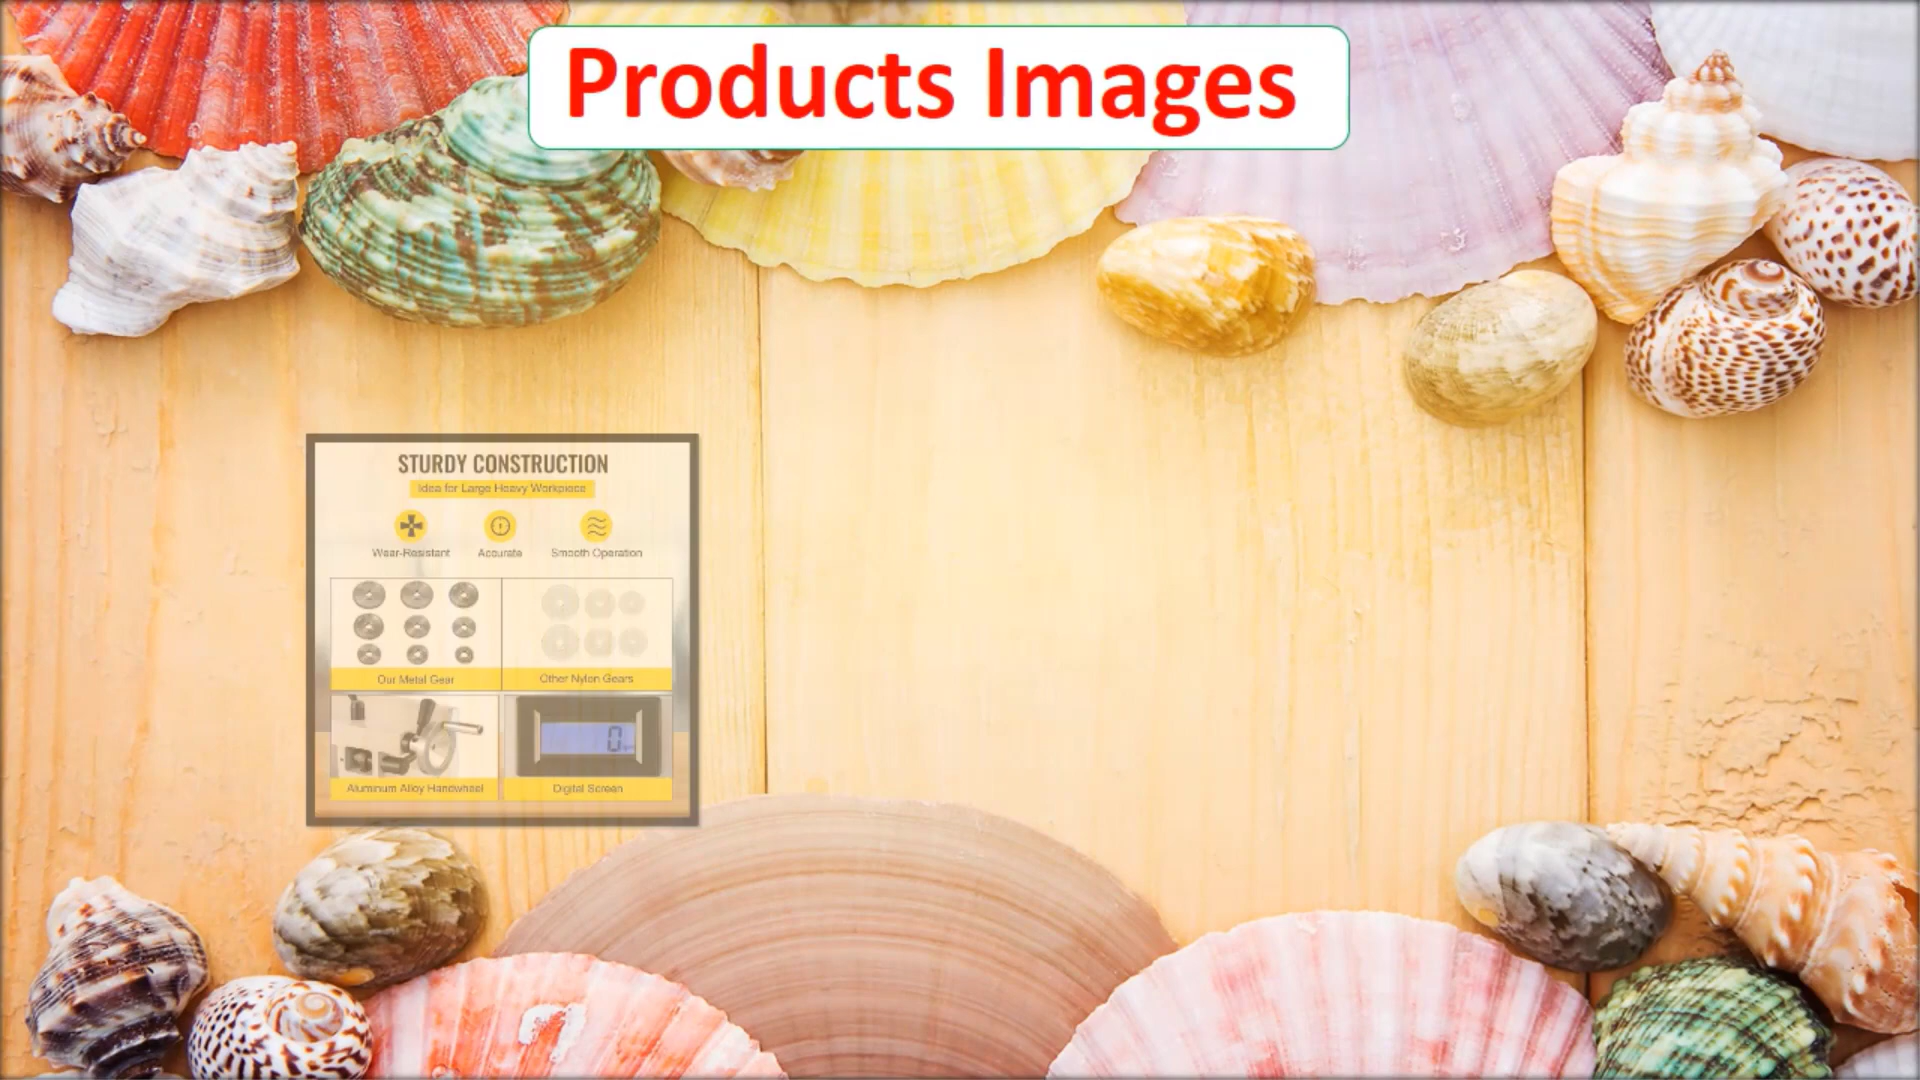 Products Images
STURDY CONSTRUCTION
Idea for Large Heavy Workpiece
Wear-Resistant Accurate Smooth Operation
Our Metal Gear Other Nylon Gears
0
Aluminum Alloy Handwheel Digital Screen